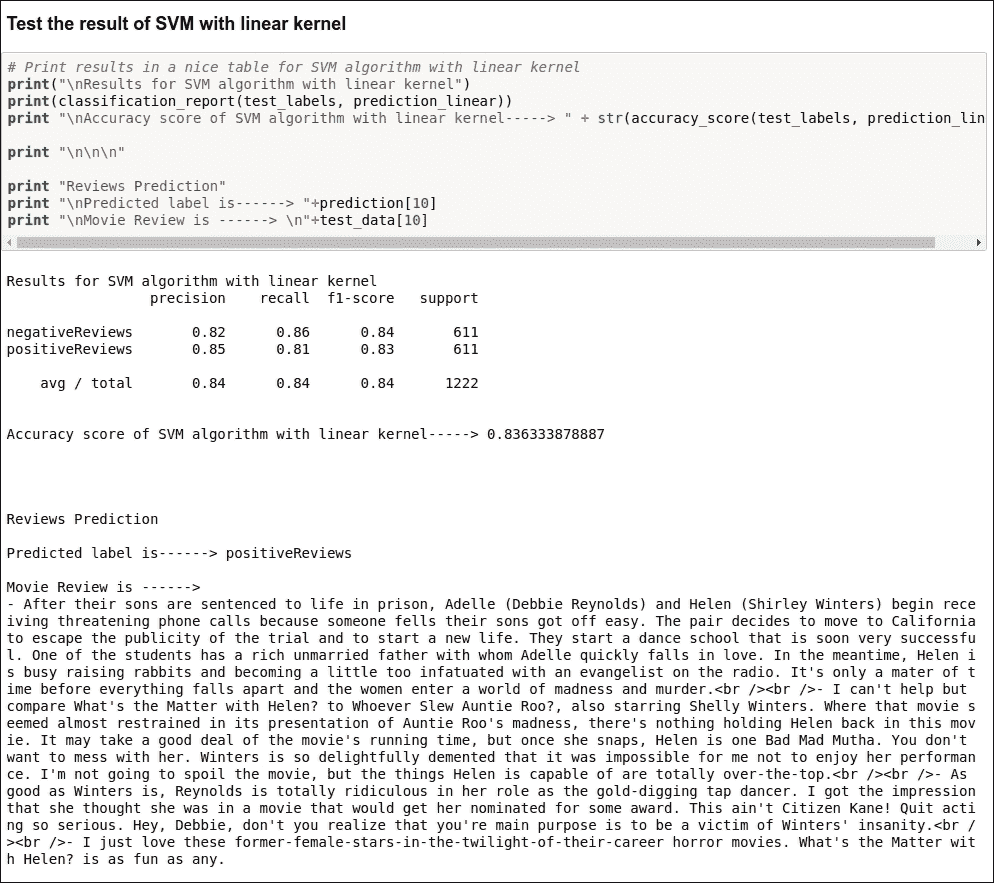 Test the result of SVM with linear kernel
# Print results in a nice table for SVM algorithm with linear kernel
print("\nResults for SVM algorithm with linear kernel")
print(classification_report(test_labels, prediction_linear))
print "\nAccuracy score of SVM algorithm with linear kernel-----> " + str(accuracy_score(test_labels, prediction_lin
print "\n\n\n"
print "Reviews Prediction"
print "\nPredicted label is------> "+prediction[10]
print "\nMovie Review is ------> \n"+test_data[10]
Results for SVM algorithm with linear kernel
precision recall f1-score support
negativeReviews 0.82 0.86 0.84 611
positiveReviews 0.85 0.81 0.83 611
avg / total 0.84 0.84 0.84 1222
Accuracy score of SVM algorithm with linear kernel-----> 0.836333878887
Reviews Prediction
Predicted label is------> positiveReviews
Movie Review is ------>
- After their sons are sentenced to life in prison, Adelle (Debbie Reynolds) and Helen (Shirley Winters) begin rece
iving threatening phone calls because someone fells their sons got off easy. The pair decides to move to California
to escape the publicity of the trial and to start a new life. They start a dance school that is soon very successfu
l. One of the students has a rich unmarried father with whom Adelle quickly falls in love. In the meantime, Helen i
s busy raising rabbits and becoming a little too infatuated with an evangelist on the radio. It's only a mater of t
ime before everything falls apart and the women enter a world of madness and murder.<br /><br />- I can't help but
compare What's the Matter with Helen? to Whoever Slew Auntie Roo?, also starring Shelly Winters. Where that movie s
eemed almost restrained in its presentation of Auntie Roo's madness, there's nothing holding Helen back in this mov
ie. It may take a good deal of the movie's running time, but once she snaps, Helen is one Bad Mad Mutha. You don't
want to mess with her. Winters is so delightfully demented that it was impossible for me not to enjoy her performan
ce. I'm not going to spoil the movie, but the things Helen is capable of are totally over-the-top.<br /><br />- As
good as Winters is, Reynolds is totally ridiculous in her role as the gold-digging tap dancer. I got the impression
that she thought she was in a movie that would get her nominated for some award. This ain't Citizen Kane! Quit acti
ng so serious. Hey, Debbie, don't you realize that you're main purpose is to be a victim of Winters' insanity.<br /
><br />- I just love these former-female-stars-in-the-twilight-of-their-career horror movies. What's the Matter wit
h Helen? is as fun as any.